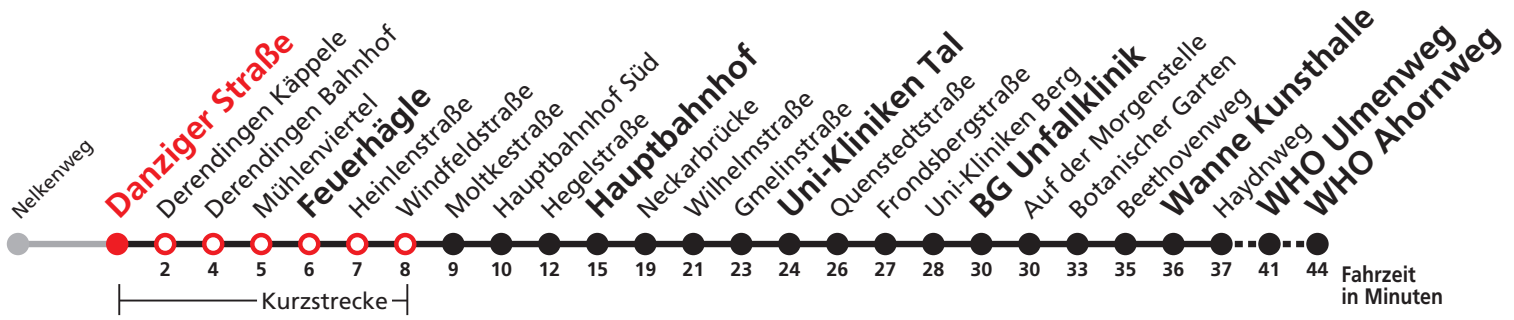 Nelkenweg
Danziger Straße
Derendingen Käppele
Derendingen Bahnhof
Mühlenviertel
Feuerhägle
Heinlenstraße
Windfeldstraße
Moltkestraße
Hauptbahnhof Süd
Hegelstraße
Hauptbahnhof
Neckarbrücke
Wilhelmstraße
Gmelinstraße
Uni-Kliniken Tal
Quenstedtstraße
Frondsbergstraße
Uni-Kliniken Berg
BG Unfallklinik
Auf der Morgenstelle
Botanischer Garten
Beethovenweg
Wanne Kunsthalle
Haydnweg
WHO Ulmenweg
WHO Ahornweg
2 4 5 6 7 8 9 10 12 15 19 21 23 24 26 27 28 30 30 33 35 36 37 41 44
Fahrzeit
in Minuten
Kurzstrecke